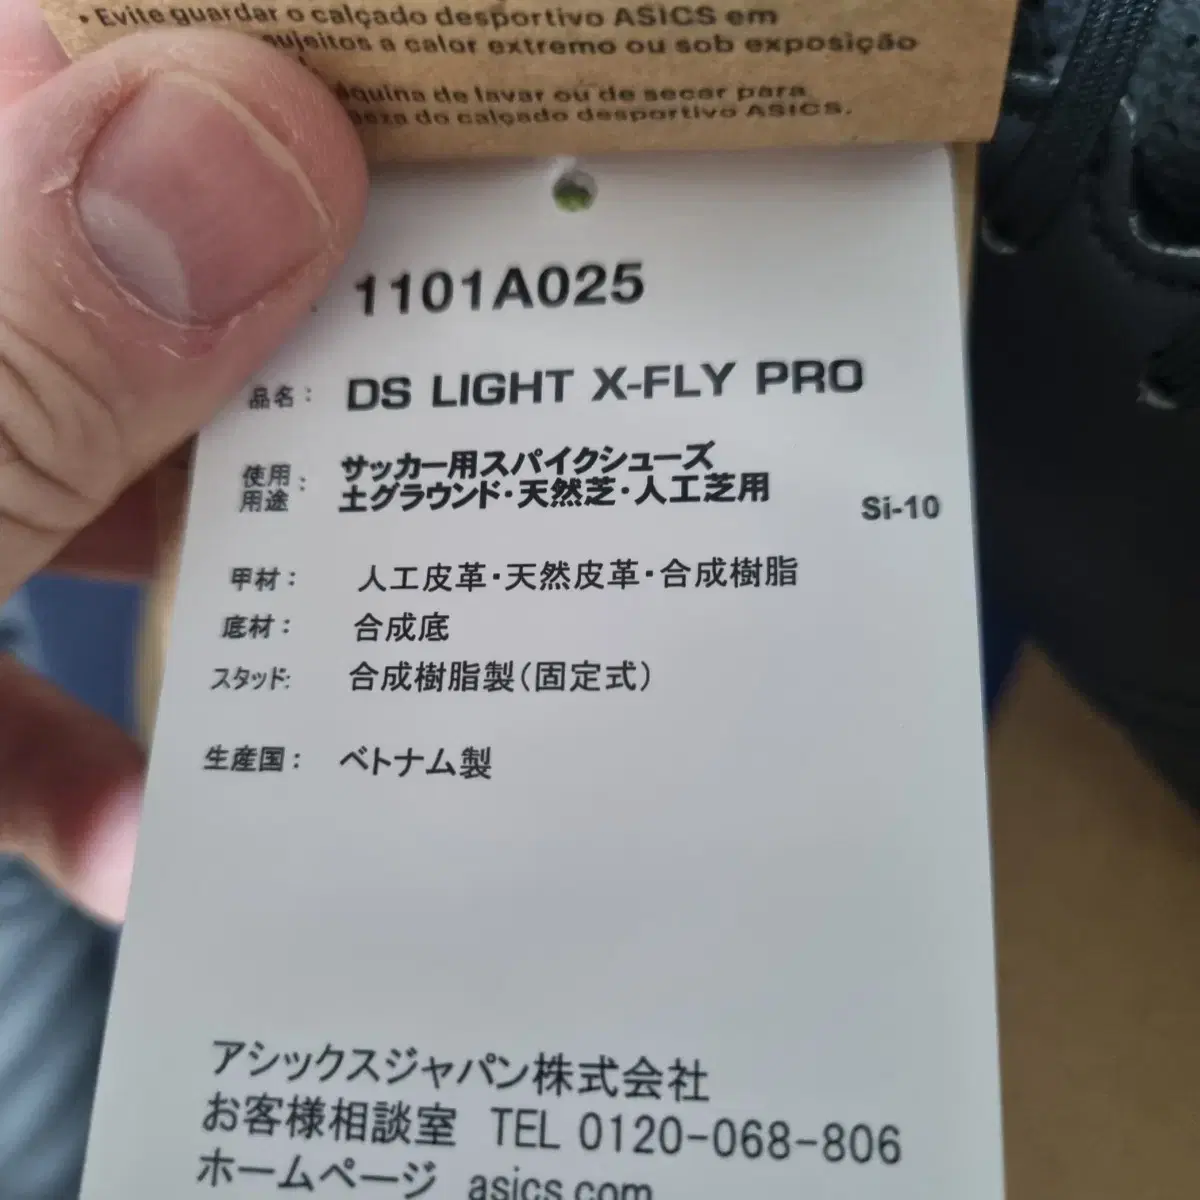 • Evite guardar o calçado desportivo ASICS em
sujeitos a calor extremo ou sob exposição
de lavar ou de secar para
do calçado desportivo ASICS.
1101A025
品名： DS LIGHT X-FLY PRO
使用用途： サッカー用スパイクシューズ
土グラウンド・天然芝・人工芝用
Si-10
甲材： 人工皮革・天然皮革・合成樹脂
底材： 合成底
スタッド: 合成樹脂製（固定式）
生産国： ベトナム製
アシックスジャパン株式会社
お客様相談室 TEL 0120-068-806
ホームページ asics.com